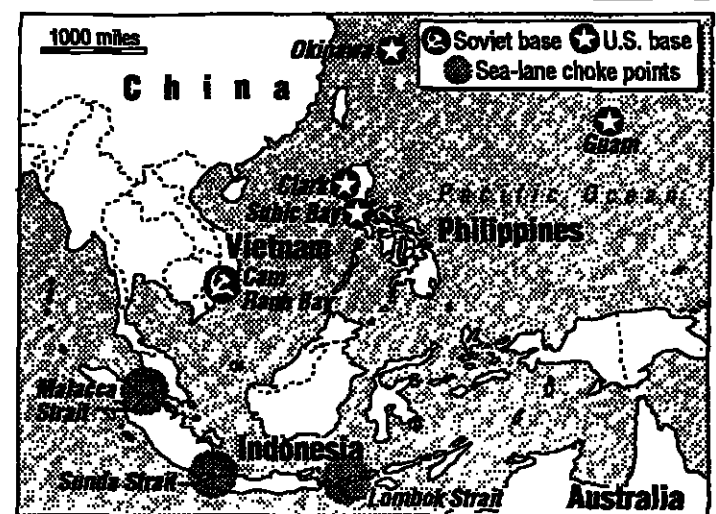 1000 miles
Okinawa
Soviet base
U.S. base
Sea-lane choke points
China
Guam
Clark
Subic Bay
Pacific Ocean
Philippines
Vietnam
Cam
Ranh Bay
Malacca
Strait
Indonesia
Sunda Strait
Lombok Strait
Australia